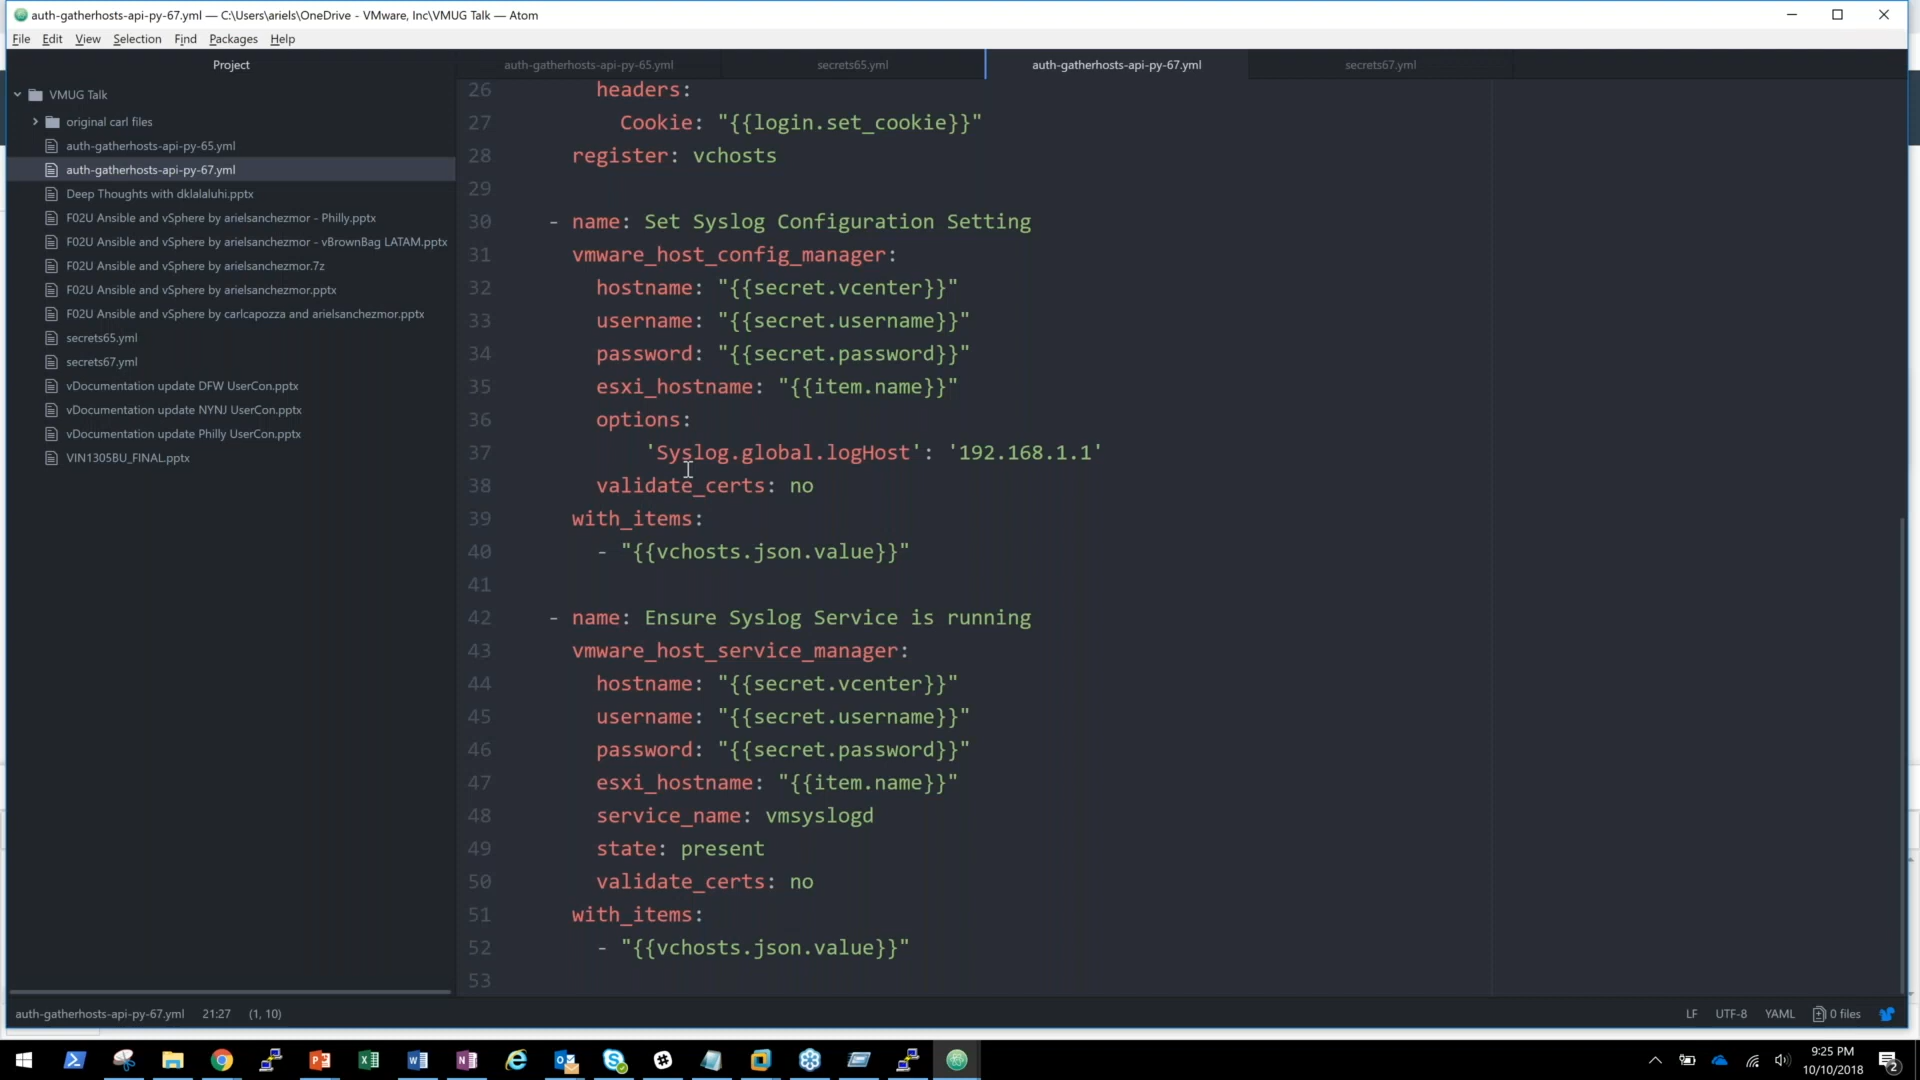 auth-gatherhosts-api-py-67.yml — C:\Users\ariels\OneDrive - VMware, Inc\VMUG Talk — Atom
File Edit View Selection Find Packages Help
Project
auth-gatherhosts-api-py-65.yml
secrets65.yml
auth-gatherhosts-api-py-67.yml
secrets67.yml
VMUG Talk
original carl files
auth-gatherhosts-api-py-65.yml
auth-gatherhosts-api-py-67.yml
Deep Thoughts with dklalaluhi.pptx
F02U Ansible and vSphere by arielsanchezmor - Philly.pptx
F02U Ansible and vSphere by arielsanchezmor - vBrownBag LATAM.pptx
F02U Ansible and vSphere by arielsanchezmor.7z
F02U Ansible and vSphere by arielsanchezmor.pptx
F02U Ansible and vSphere by carlcapozza and arielsanchezmor.pptx
secrets65.yml
secrets67.yml
vDocumentation update DFW UserCon.pptx
vDocumentation update NYNJ UserCon.pptx
vDocumentation update Philly UserCon.pptx
VIN1305BU_FINAL.pptx
26 headers:
27 Cookie: "{{login.set_cookie}}"
28 register: vchosts
29
30 - name: Set Syslog Configuration Setting
31 vmware_host_config_manager:
32 hostname: "{{secret.vcenter}}"
33 username: "{{secret.username}}"
34 password: "{{secret.password}}"
35 esxi_hostname: "{{item.name}}"
36 options:
37 'Syslog.global.logHost': '192.168.1.1'
38 validate_certs: no
39 with_items:
40 - "{{vchosts.json.value}}"
41
42 - name: Ensure Syslog Service is running
43 vmware_host_service_manager:
44 hostname: "{{secret.vcenter}}"
45 username: "{{secret.username}}"
46 password: "{{secret.password}}"
47 esxi_hostname: "{{item.name}}"
48 service_name: vmsyslogd
49 state: present
50 validate_certs: no
51 with_items:
52 - "{{vchosts.json.value}}"
53
auth-gatherhosts-api-py-67.yml 21:27 (1, 10)
LF UTF-8 YAML 0 files
9:25 PM
10/10/2018
2